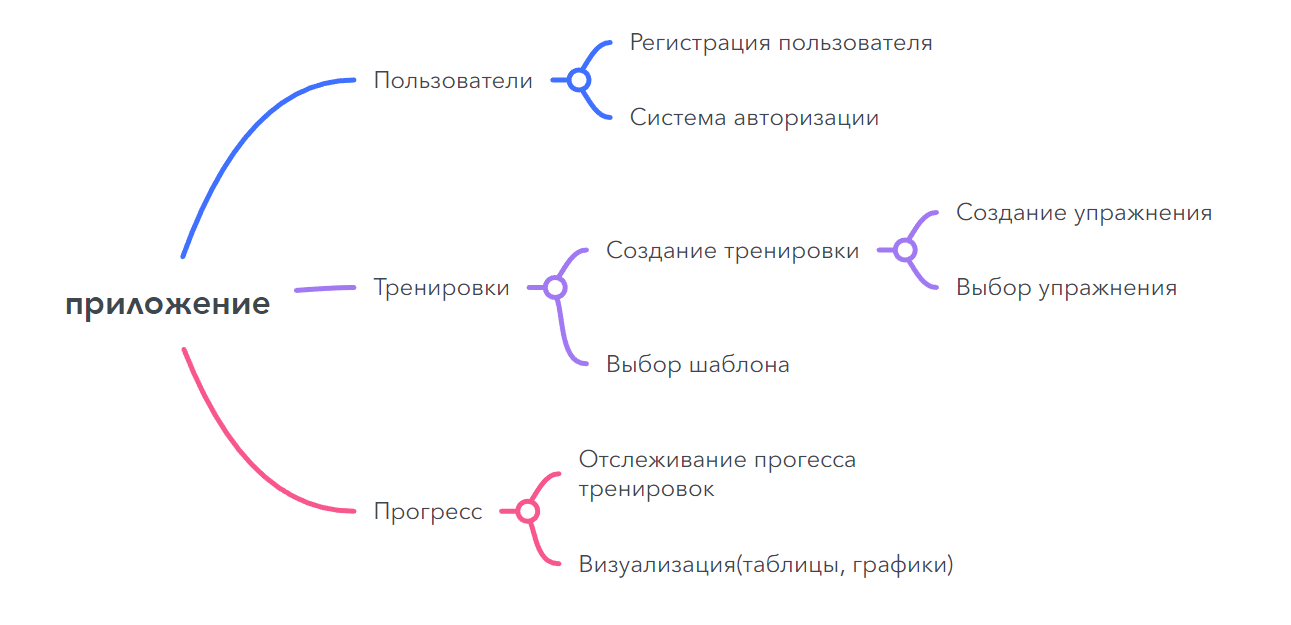 Регистрация пользователя
Пользователи
Система авторизации
Создание упражнения
Создание тренировки
Тренировки
Выбор упражнения
приложение
Выбор шаблона
Отслеживание прогесса
тренировок
Прогресс
Визуализация(таблицы, графики)